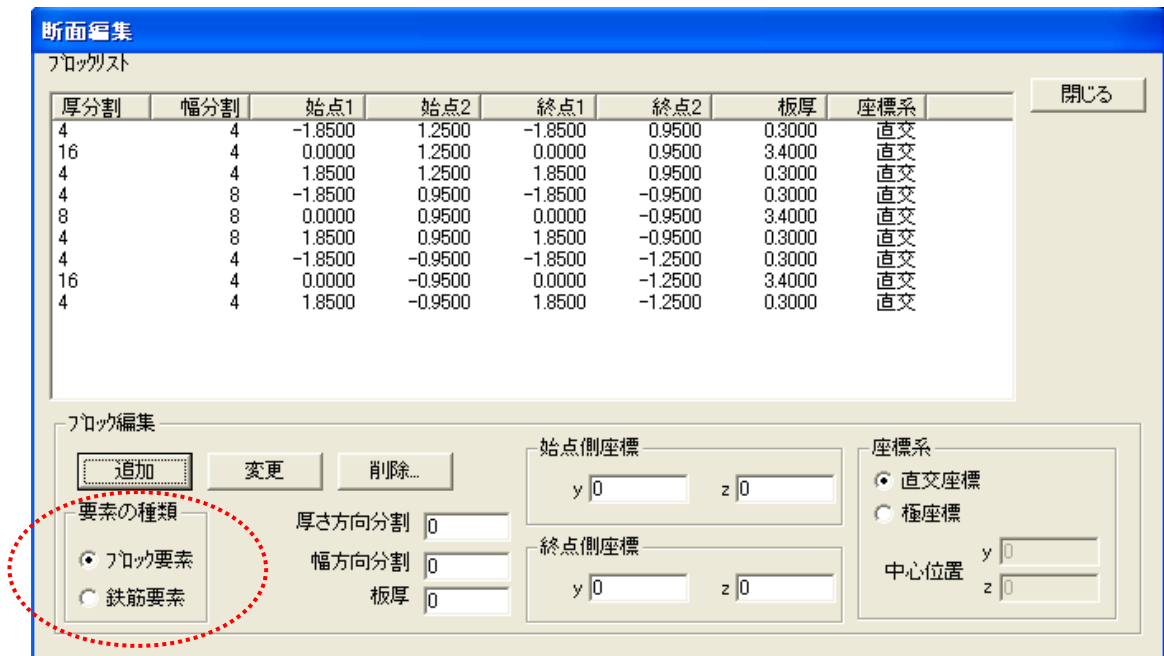 断面編集
ブロックリスト
閉じる
厚分割 幅分割 始点1 始点2 終点1 終点2 板厚 座標系
4 4 -1.8500 1.2500 -1.8500 0.9500 0.3000 直交
16 4 0.0000 1.2500 0.0000 0.9500 3.4000 直交
4 4 1.8500 1.2500 1.8500 0.9500 0.3000 直交
4 8 -1.8500 0.9500 -1.8500 -0.9500 0.3000 直交
8 8 0.0000 0.9500 0.0000 -0.9500 3.4000 直交
4 8 1.8500 0.9500 1.8500 -0.9500 0.3000 直交
4 4 -1.8500 -0.9500 -1.8500 -1.2500 0.3000 直交
16 4 0.0000 -0.9500 0.0000 -1.2500 3.4000 直交
4 4 1.8500 -0.9500 1.8500 -1.2500 0.3000 直交
ブロック編集
追加 変更 削除...
要素の種類
ブロック要素
鉄筋要素
厚さ方向分割 0
幅方向分割 0
板厚 0
始点側座標
y 0 z 0
終点側座標
y 0 z 0
座標系
直交座標
極座標
中心位置
y 0
z 0